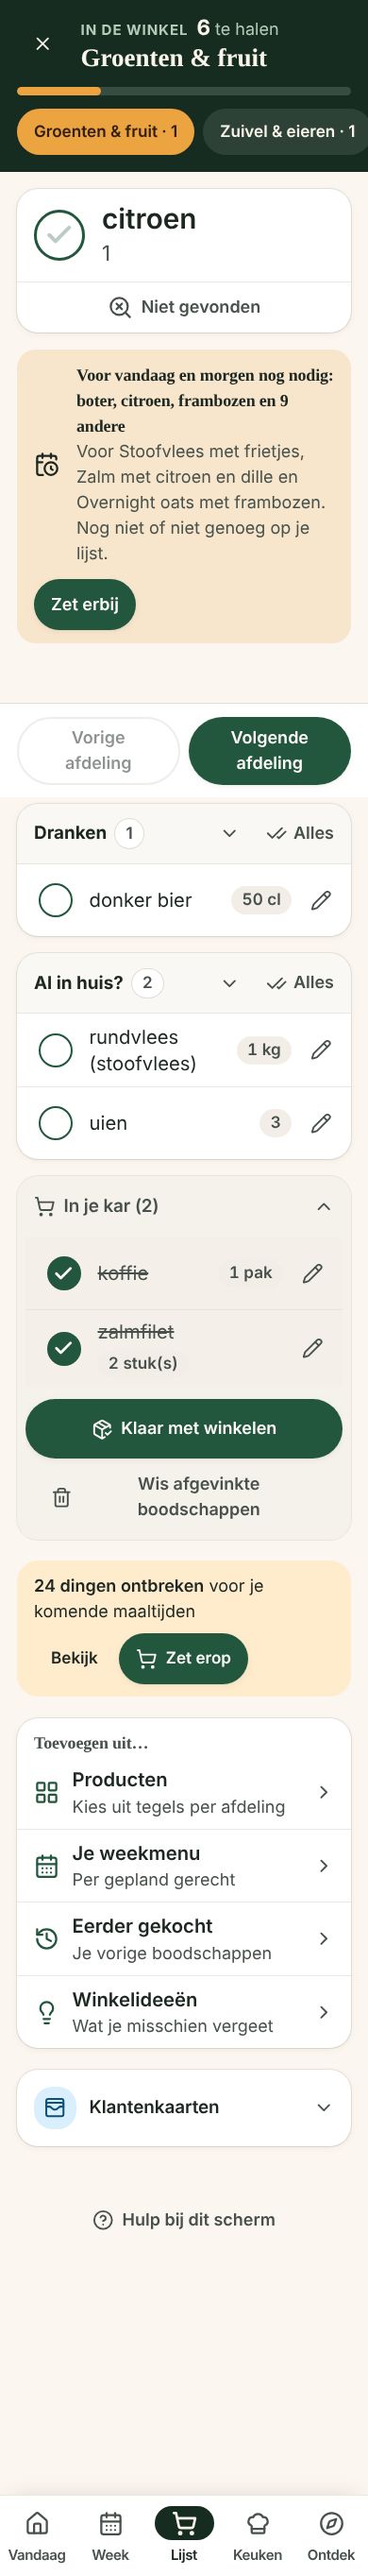 IN DE WINKEL 6 te halen
Groenten & fruit
Groenten & fruit · 1
Zuivel & eieren · 1
citroen
1
Niet gevonden
Voor vandaag en morgen nog nodig:
boter, citroen, frambozen en 9
andere
Voor Stoofvlees met frietjes,
Zalm met citroen en dille en
Overnight oats met frambozen.
Nog niet of niet genoeg op je
lijst.
Zet erbij
Vorige
afdeling
Volgende
afdeling
Dranken 1 Alles
donker bier 50 cl
Al in huis? 2 Alles
rundvlees
(stoofvlees) 1 kg
uien 3
In je kar (2)
koffie 1 pak
zalmfilet
2 stuk(s)
Klaar met winkelen
Wis afgevinkte
boodschappen
24 dingen ontbreken voor je
komende maaltijden
Bekijk Zet erop
Toevoegen uit...
Producten
Kies uit tegels per afdeling
Je weekmenu
Per gepland gerecht
Eerder gekocht
Je vorige boodschappen
Winkelideeën
Wat je misschien vergeet
Klantenkaarten
Hulp bij dit scherm
Vandaag Week Lijst Keuken Ontdek